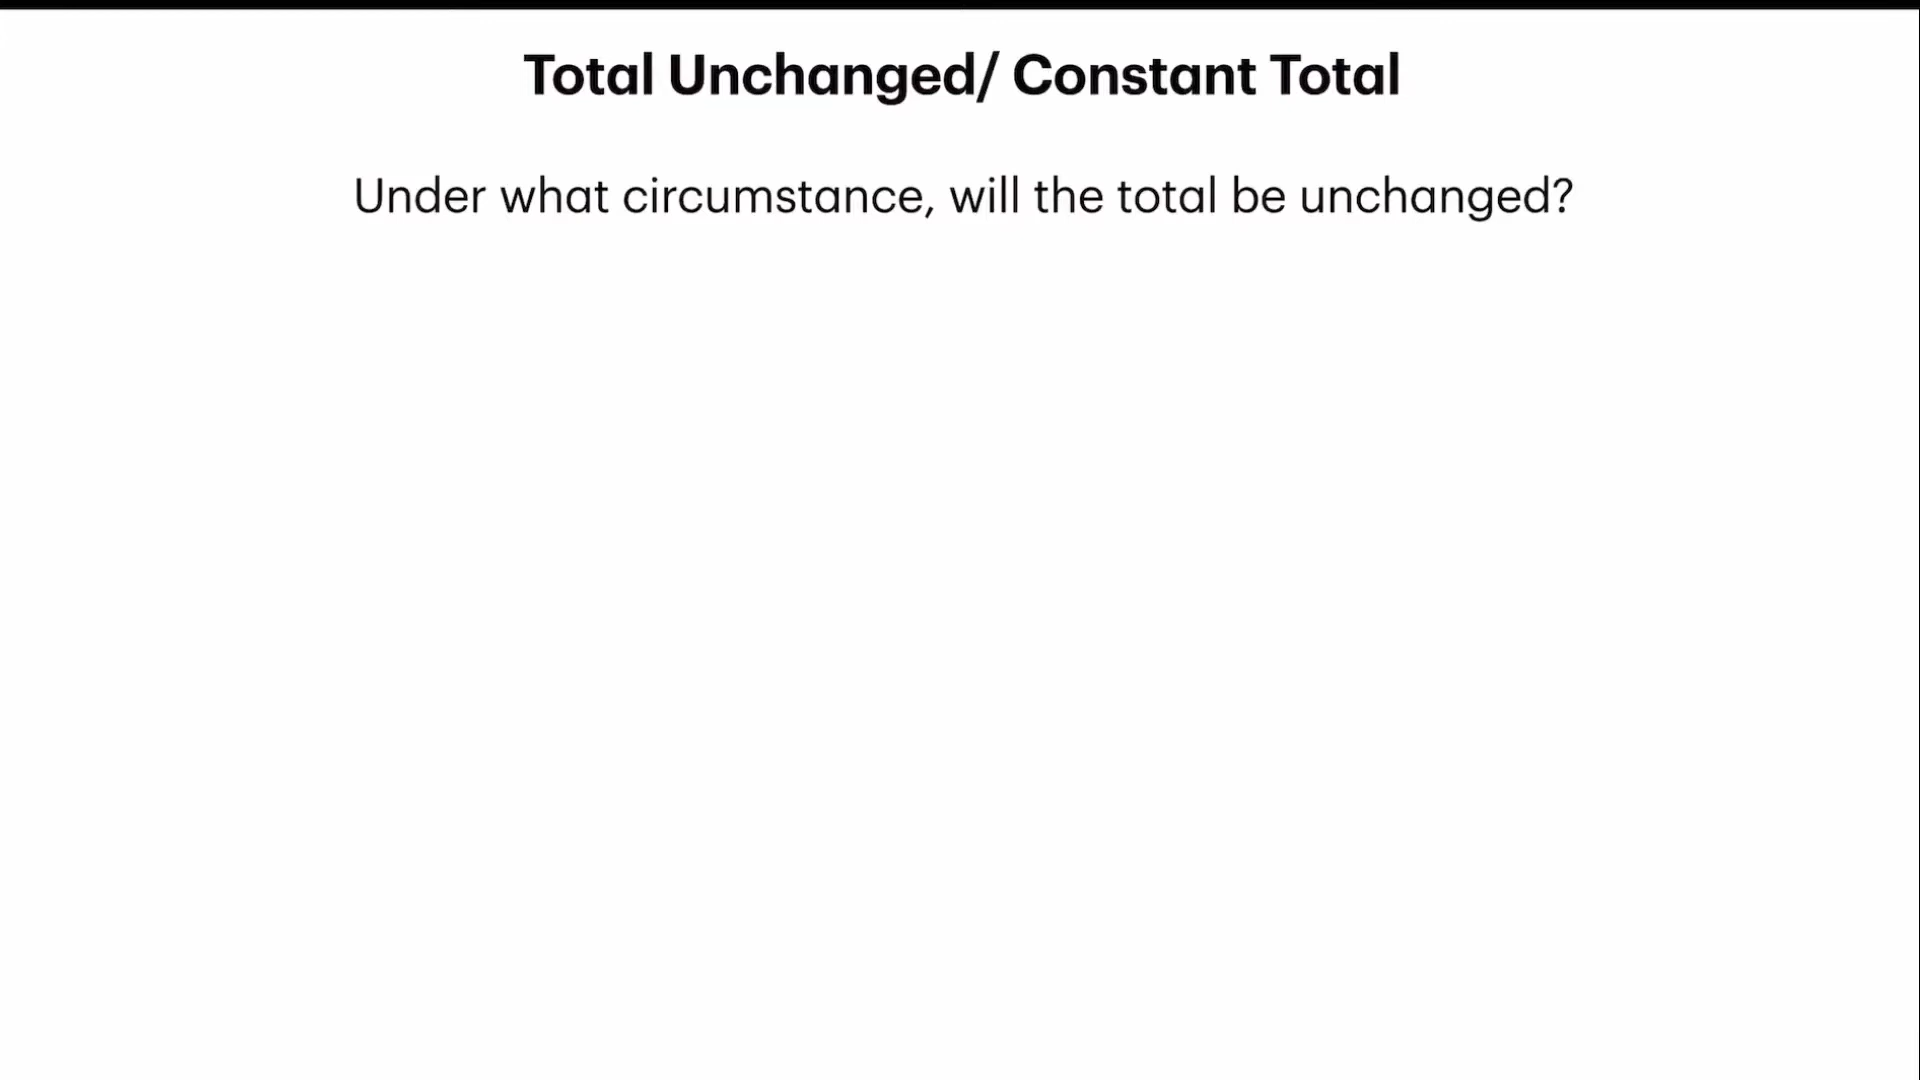 Total Unchanged/ Constant Total
Under what circumstance, will the total be unchanged?